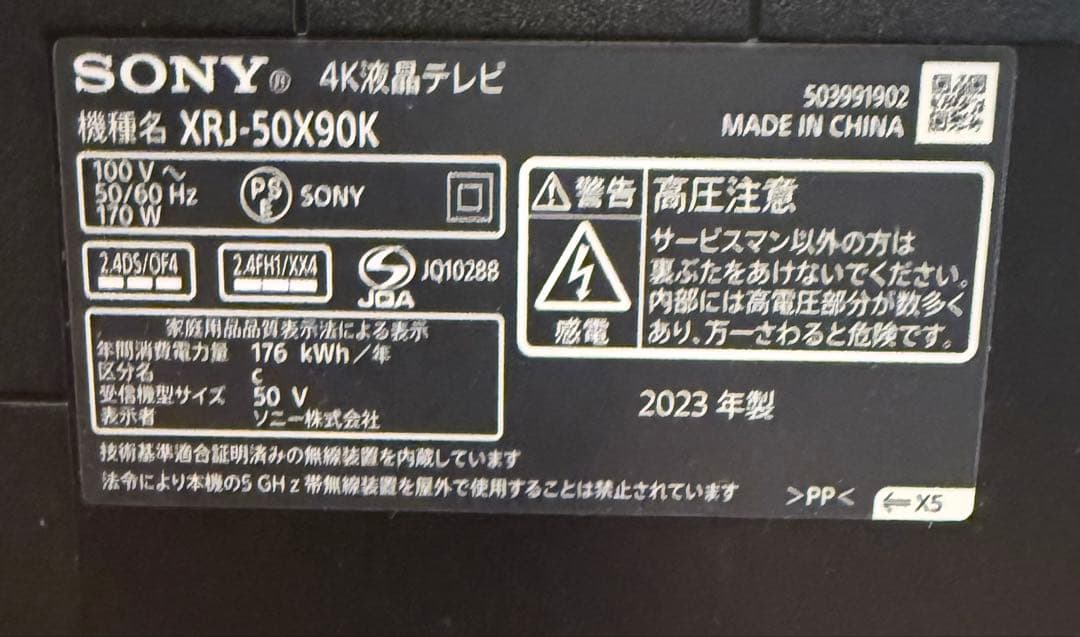 SONY® 4K液晶テレビ
機種名 XRJ-50X90K
503991902
MADE IN CHINA
100 V ~
50/60 Hz
170 W
PSE SONY
2.4DS/OF4
2.4FH1/XX4
JQA JQ10288
家庭用品品質表示法による表示
年間消費電力量 176 kWh/年
区分名 C
受信機型サイズ 50 V
表示者 ソニー株式会社
警告 高圧注意
感電
サービスマン以外の方は
裏ぶたをあけないでください。
内部には高電圧部分が数多く
あり、万一さわると危険です。
2023 年製
技術基準適合証明済みの無線装置を内蔵しています
法令により本機の5 GHz 帯無線装置を屋外で使用することは禁止されています
>PP<
⇐ X5